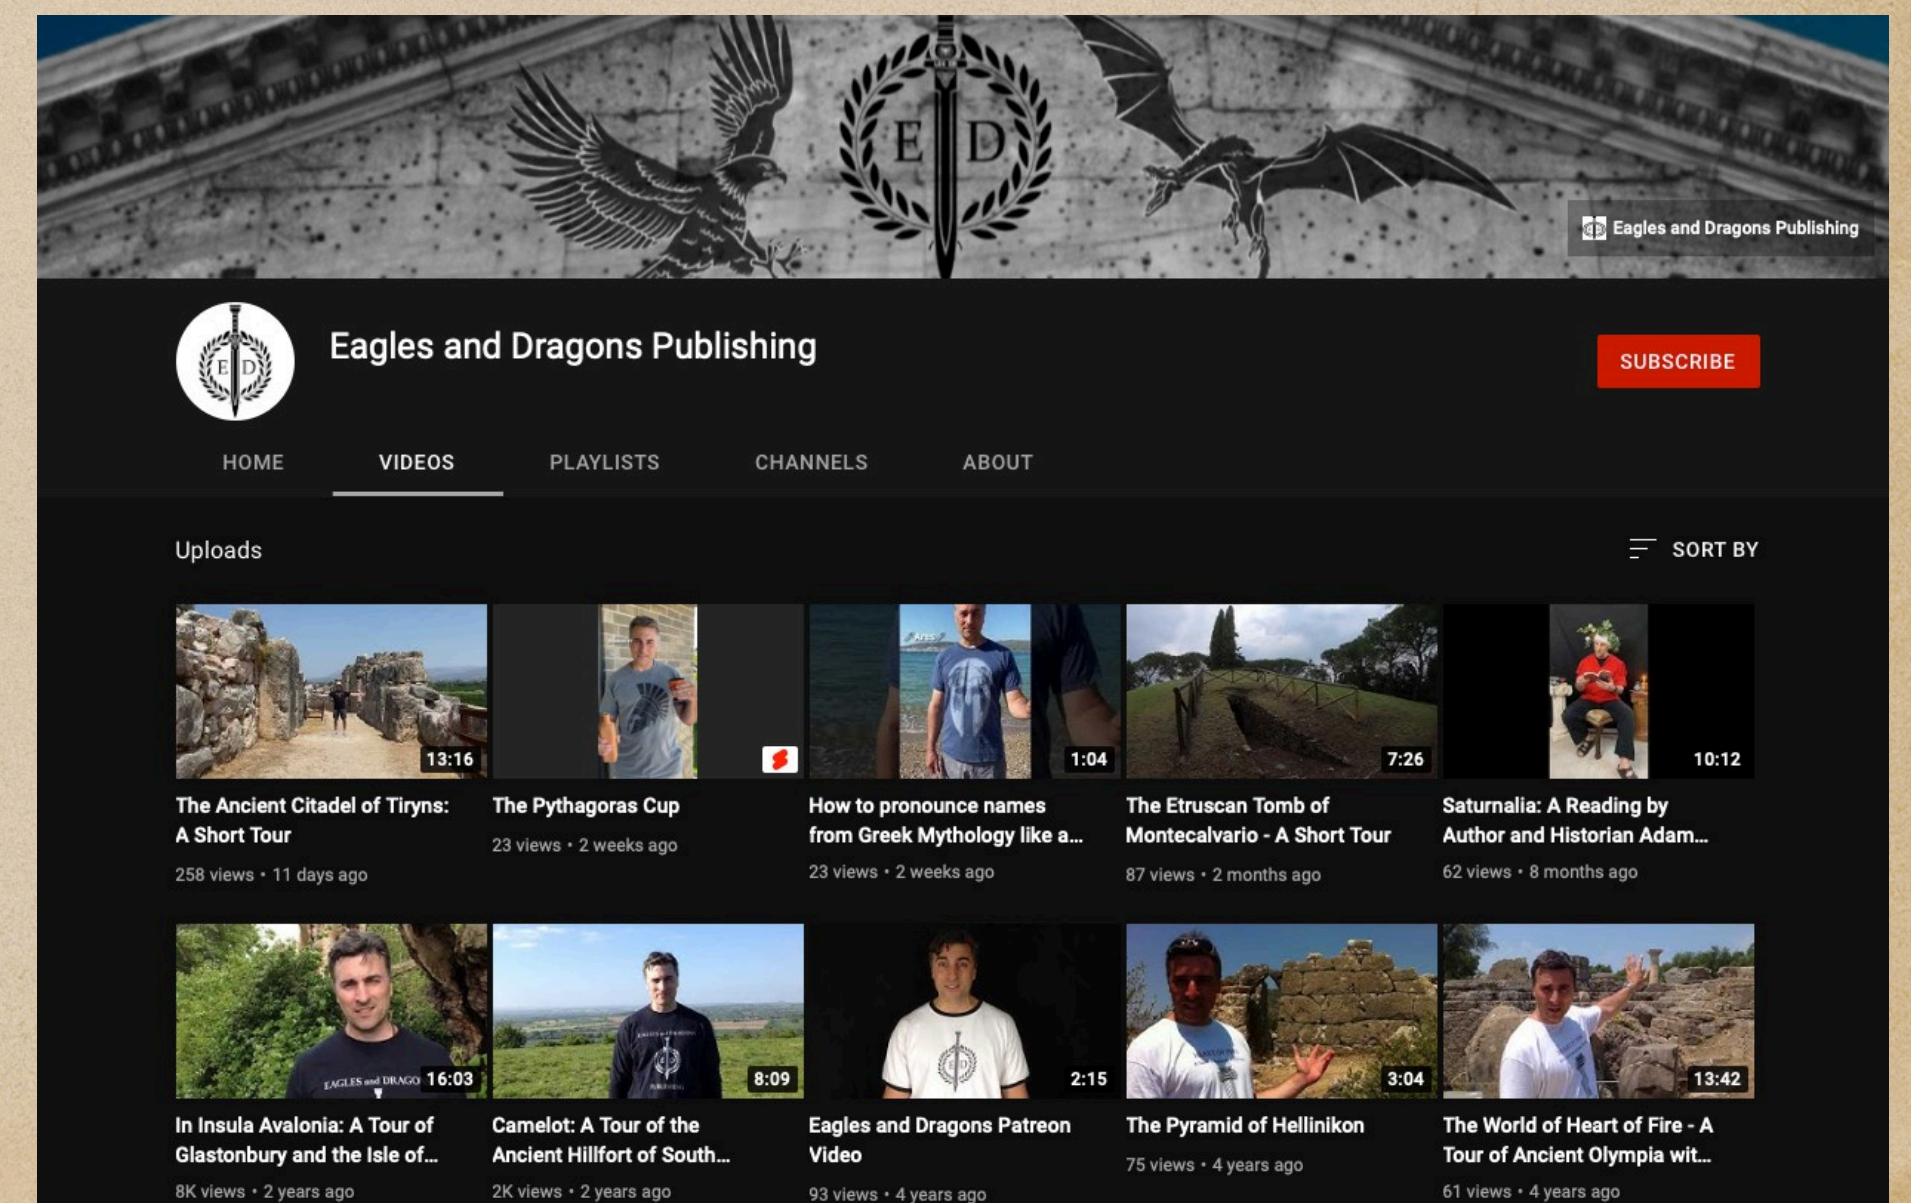 E D
Eagles and Dragons Publishing
E D
Eagles and Dragons Publishing
SUBSCRIBE
HOME VIDEOS PLAYLISTS CHANNELS ABOUT
Uploads
SORT BY
Ares
13:16
1:04
7:26
10:12
The Ancient Citadel of Tiryns:
A Short Tour
258 views • 11 days ago
The Pythagoras Cup
23 views • 2 weeks ago
How to pronounce names
from Greek Mythology like a...
23 views • 2 weeks ago
The Etruscan Tomb of
Montecalvario - A Short Tour
87 views • 2 months ago
Saturnalia: A Reading by
Author and Historian Adam...
62 views • 8 months ago
EAGLES and DRAGO
16:03
EAGLES and DRAGONS
PUBLISHING
8:09
E D
2:15
3:04
13:42
In Insula Avalonia: A Tour of
Glastonbury and the Isle of...
8K views • 2 years ago
Camelot: A Tour of the
Ancient Hillfort of South...
2K views • 2 years ago
Eagles and Dragons Patreon
Video
93 views • 4 years ago
The Pyramid of Hellinikon
75 views • 4 years ago
The World of Heart of Fire - A
Tour of Ancient Olympia wit...
61 views • 4 years ago